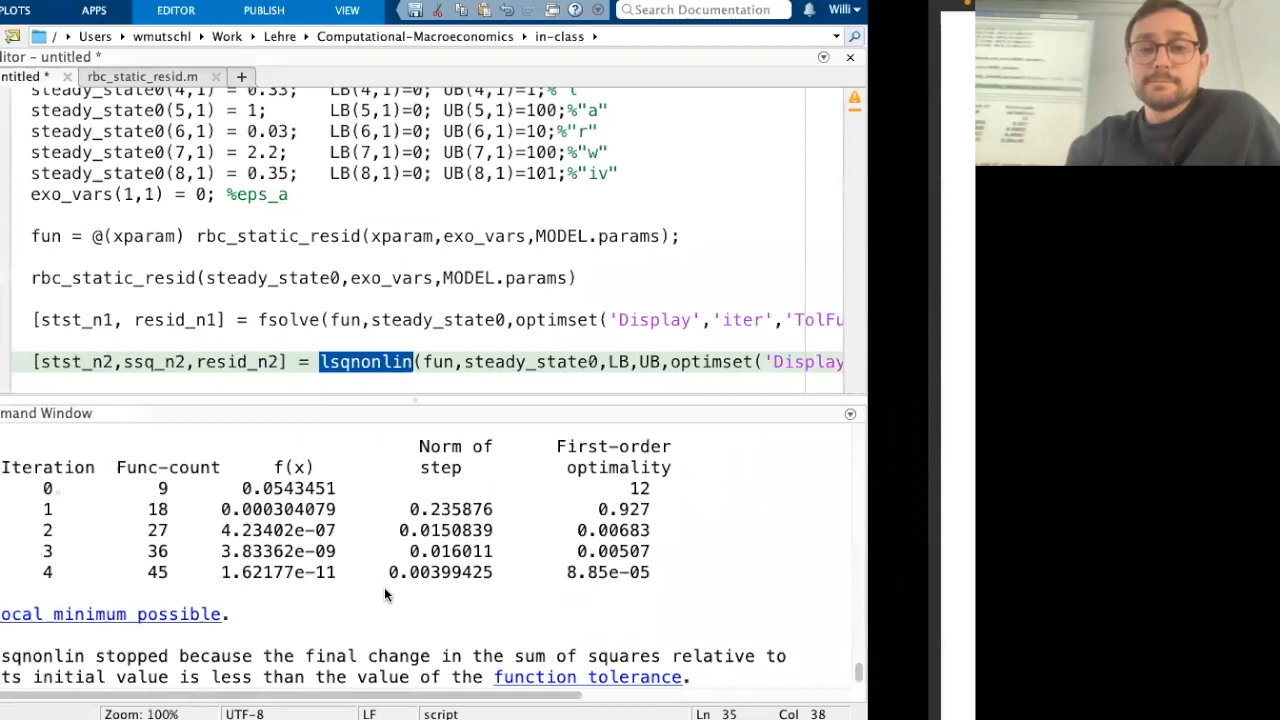 PLOTS APPS EDITOR PUBLISH VIEW Search Documentation Willi
/ Users wmutschl Work Lehre Computational-Macroeconomics in-class
itor - untitled *
ntitled * rbc_static_resid.m +
steady_state0(5,1) = 1; LB(5,1)=0; UB(5,1)=100;%"a"
steady_state0(6,1) = 0.03; LB(6,1)=0; UB(6,1)=10;%"r"
steady_state0(7,1) = 2.2; LB(7,1)=0; UB(7,1)=100;%"w"
steady_state0(8,1) = 0.35; LB(8,1)=0; UB(8,1)=101;%"iv"
exo_vars(1,1) = 0; %eps_a
fun = @(xparam) rbc_static_resid(xparam,exo_vars,MODEL.params);
rbc_static_resid(steady_state0,exo_vars,MODEL.params)
[stst_n1, resid_n1] = fsolve(fun,steady_state0,optimset('Display','iter','TolFu
[stst_n2,ssq_n2,resid_n2] = lsqnonlin(fun,steady_state0,LB,UB,optimset('Display
mand Window
Norm of First-order
Iteration Func-count f(x) step optimality
0 9 0.0543451 12
1 18 0.000304079 0.235876 0.927
2 27 4.23402e-07 0.0150839 0.00683
3 36 3.83362e-09 0.016011 0.00507
4 45 1.62177e-11 0.00399425 8.85e-05
ocal minimum possible.
sqnonlin stopped because the final change in the sum of squares relative to
ts initial value is less than the value of the function tolerance.
Zoom: 100% UTF-8 LF script Ln 35 Col 38